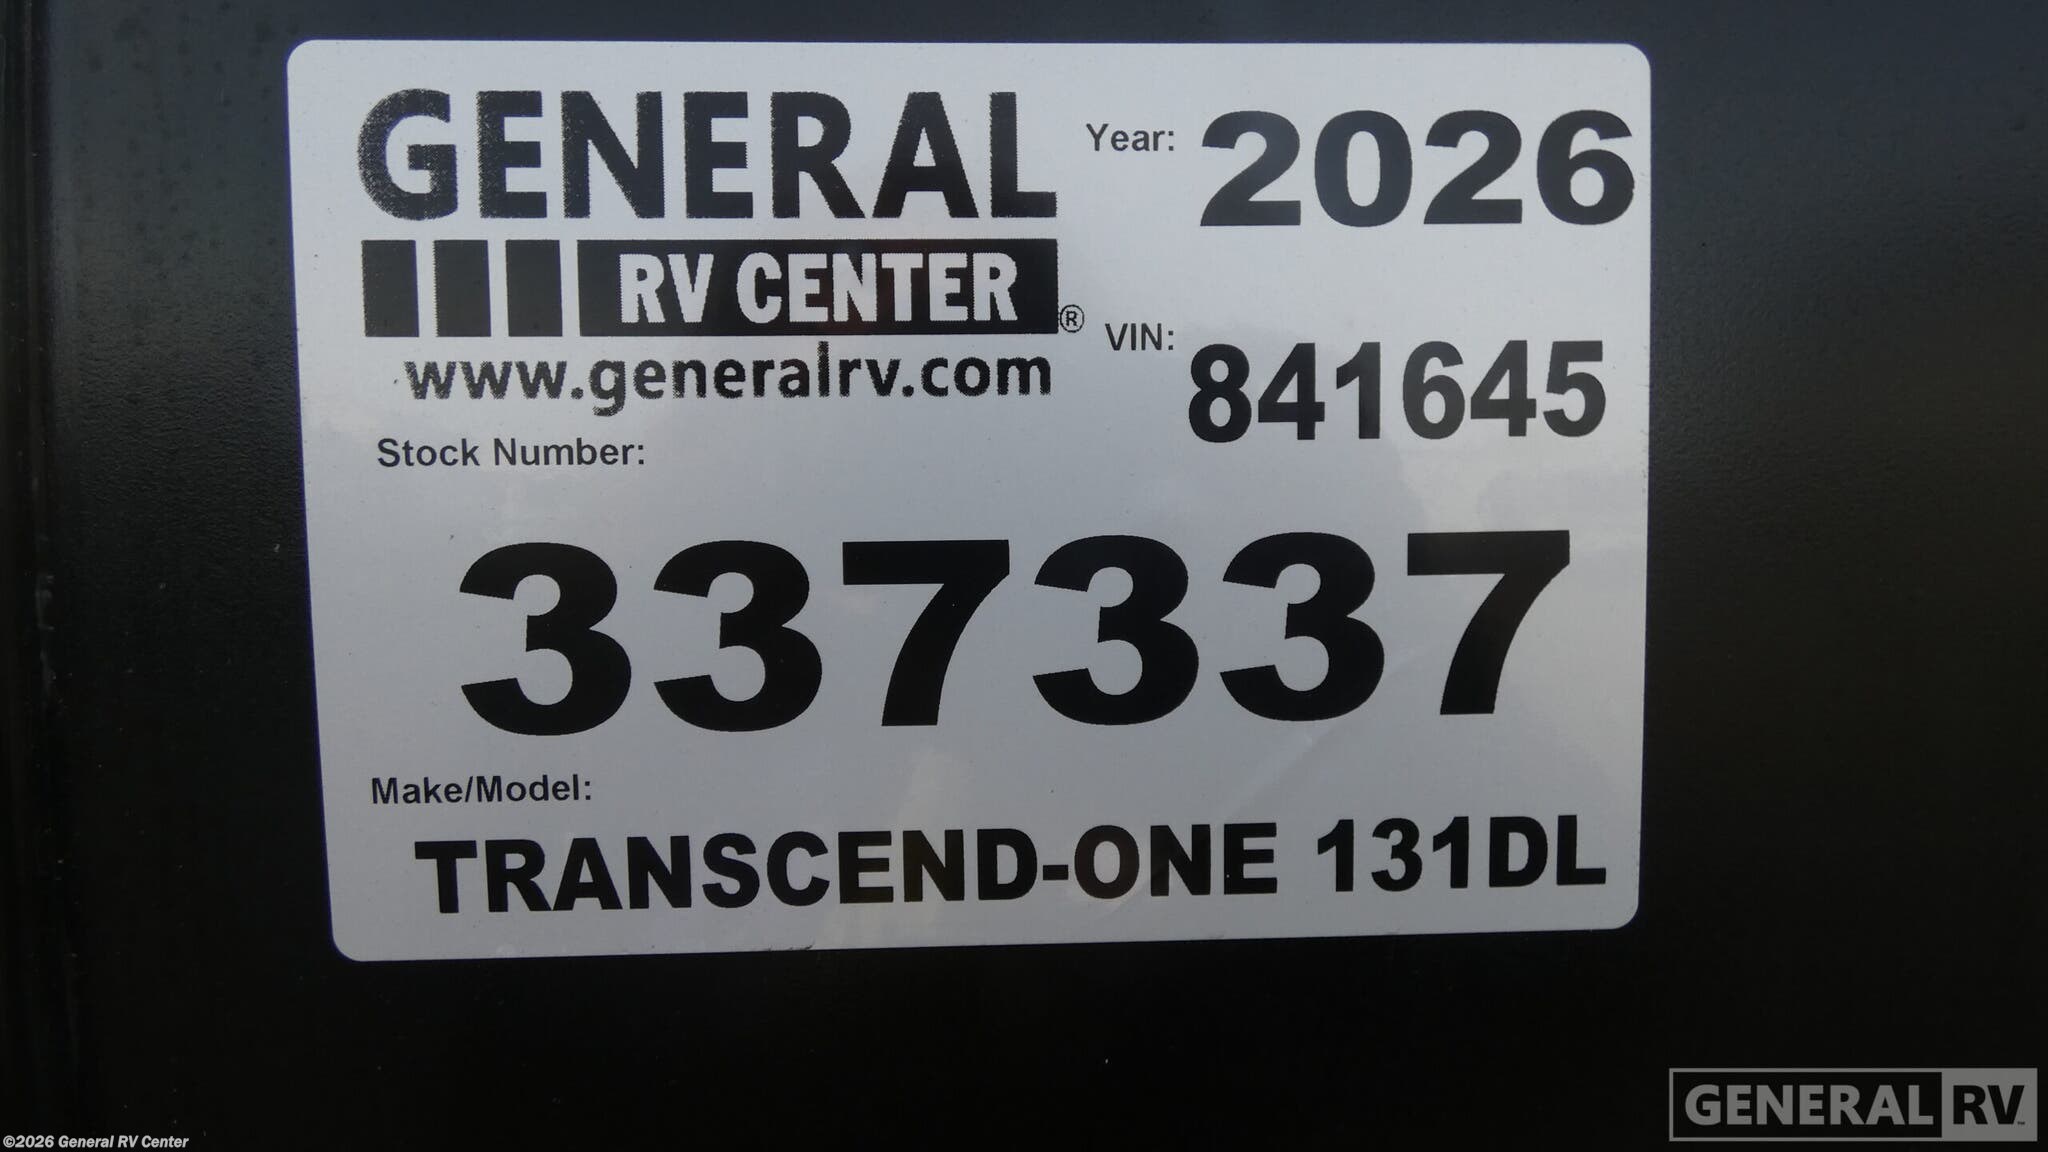 GENERAL
RV CENTER®
www.generalrv.com
Year: 2026
VIN: 841645
Stock Number:
337337
Make/Model:
TRANSCEND-ONE 131DL
GENERAL RV™
©2026 General RV Center